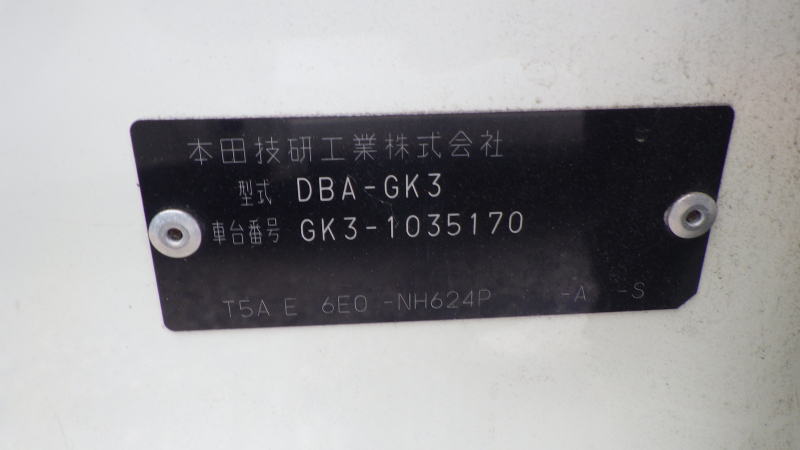 本田技研工業株式会社
型式 DBA-GK3
車台番号 GK3-1035170
T5A E 6E0 -NH624P -A -S